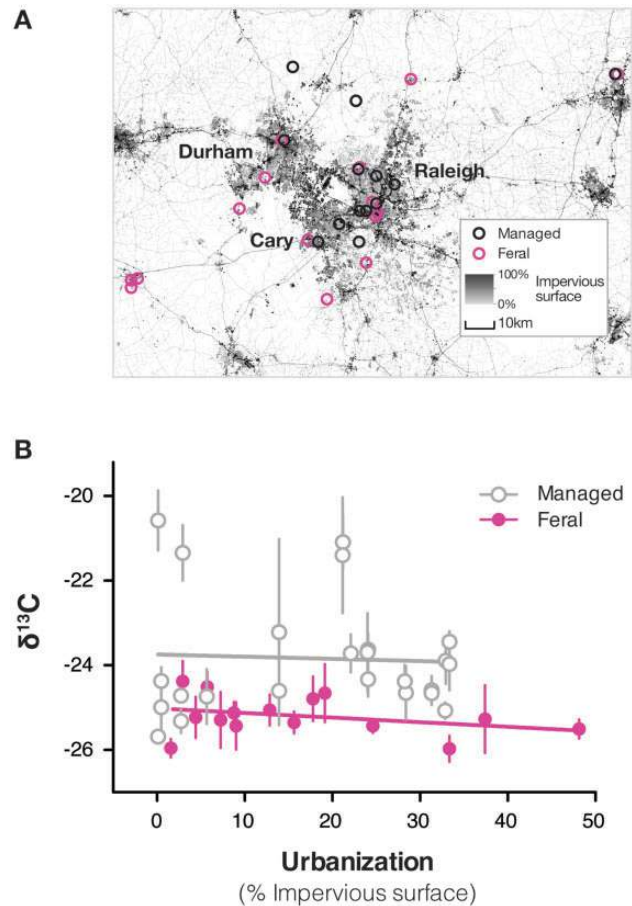 A
Durham
Raleigh
Cary
Managed
Feral
100%
0%
Impervious
surface
10km
B
Managed
Feral
-20
-22
-24
-26
δ¹³C
0
10
20
30
40
50
Urbanization
(% Impervious surface)